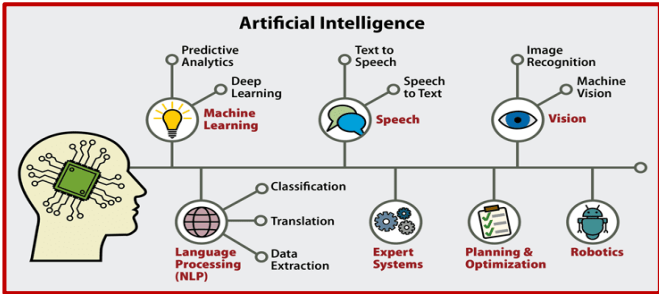 Artificial Intelligence
Predictive
Analytics
Deep
Learning
Machine
Learning
Text to
Speech
Speech
to Text
Speech
Image
Recognition
Machine
Vision
Vision
Classification
Translation
Data
Extraction
Language
Processing
(NLP)
Expert
Systems
Planning &
Optimization
Robotics